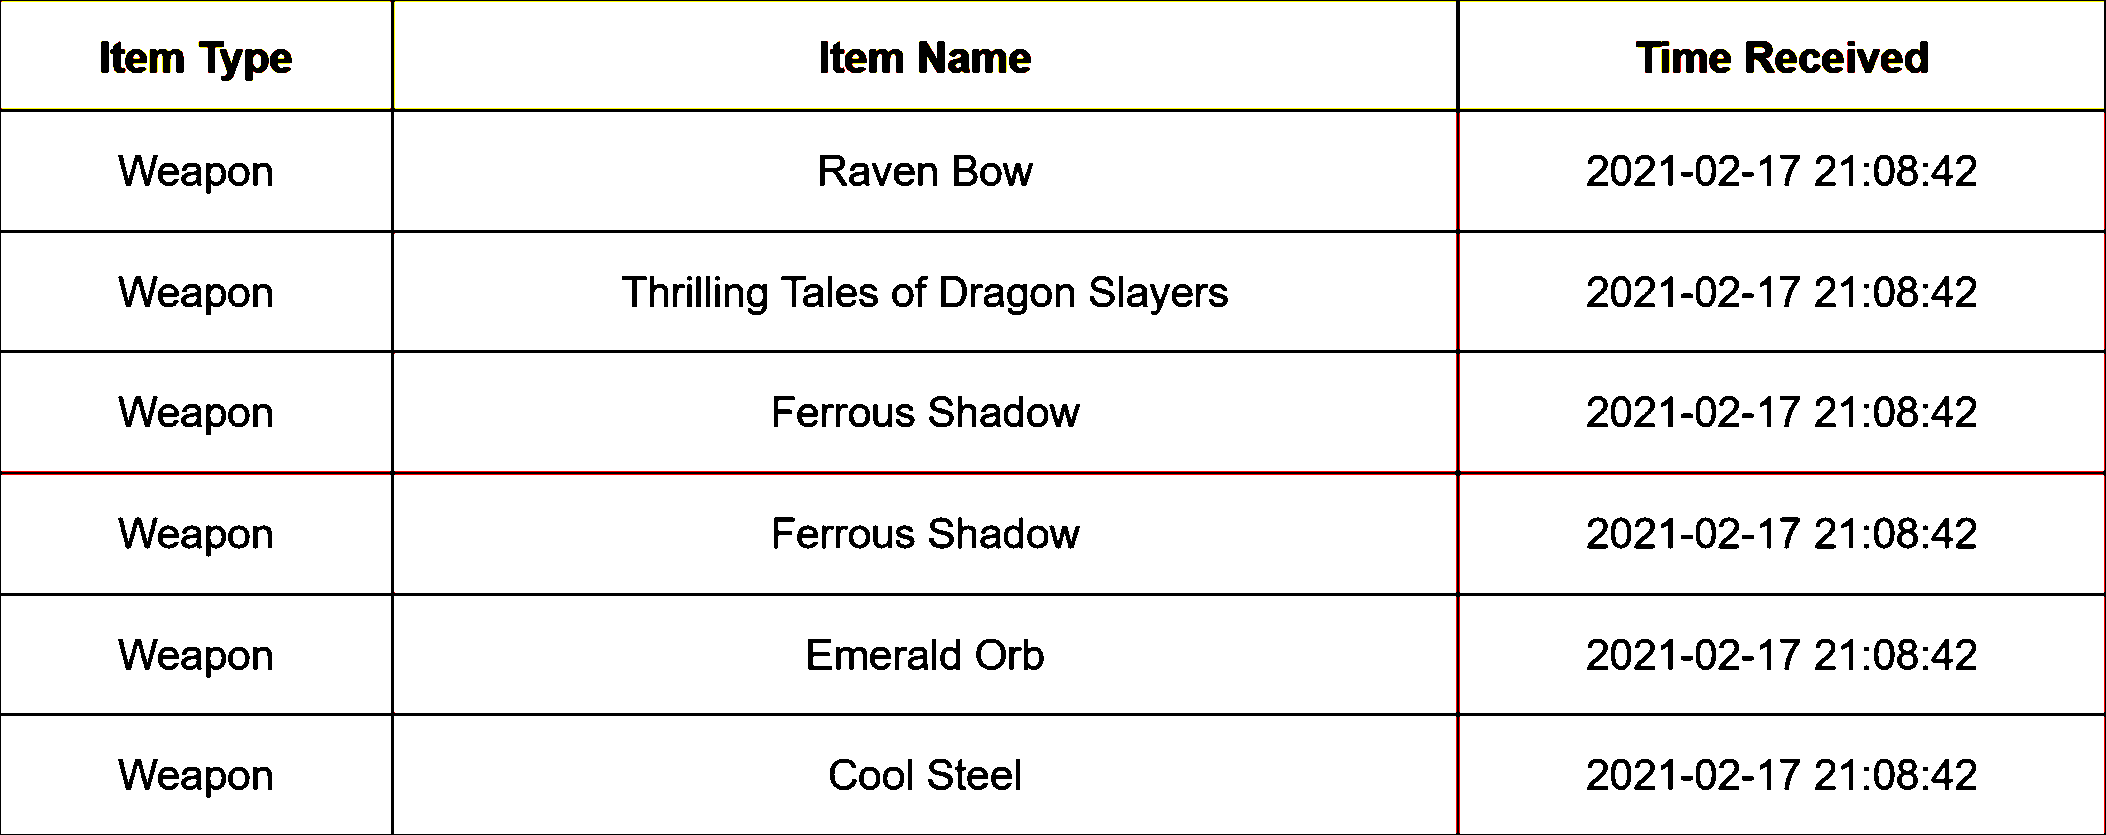 Item Type Item Name Time Received
Weapon Raven Bow 2021-02-17 21:08:42
Weapon Thrilling Tales of Dragon Slayers 2021-02-17 21:08:42
Weapon Ferrous Shadow 2021-02-17 21:08:42
Weapon Ferrous Shadow 2021-02-17 21:08:42
Weapon Emerald Orb 2021-02-17 21:08:42
Weapon Cool Steel 2021-02-17 21:08:42